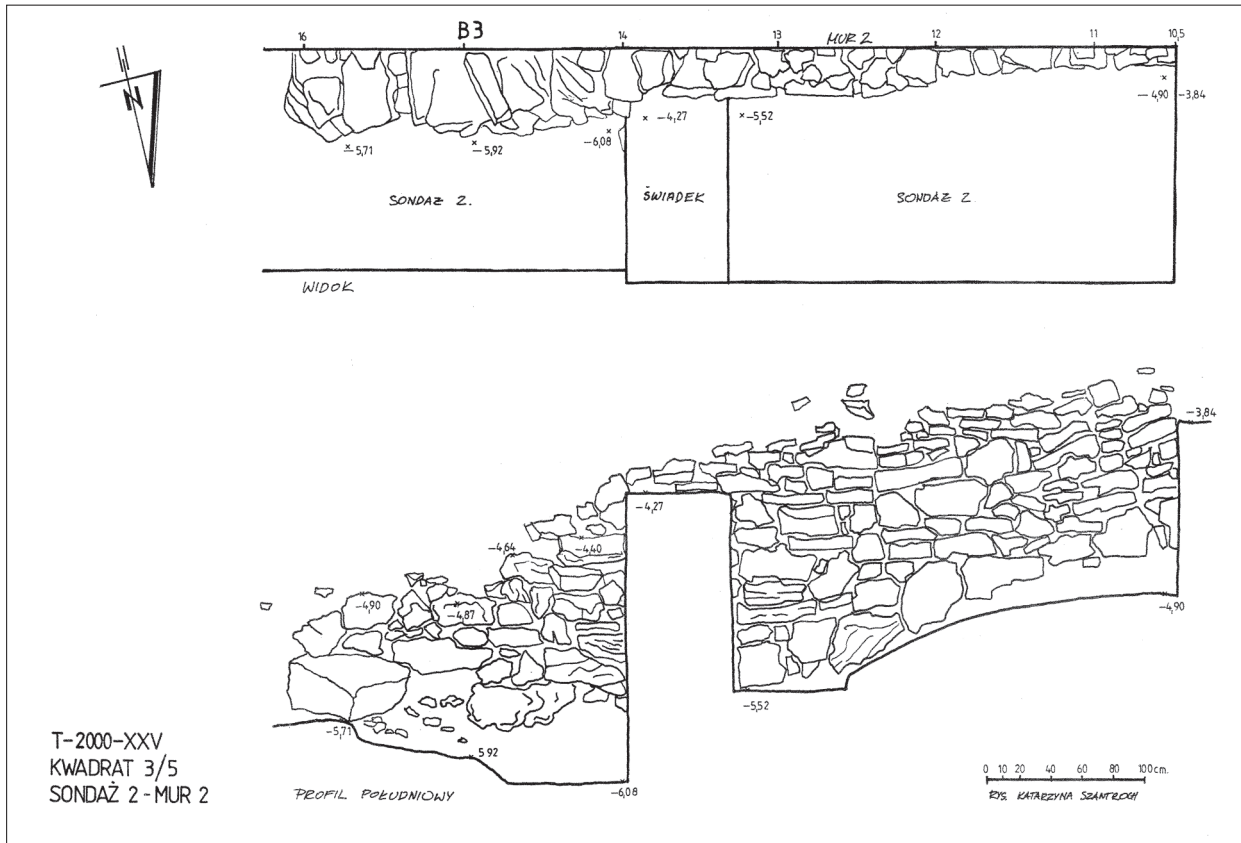 16 B3 14 13 MUR 2 12 11 10,5
N
-4,90 -3,84
-4,27 -5,52
-5,71 -5,92 -6,08
SONDAŻ 2. ŚWIADEK SONDAŻ 2
WIDOK
-3,84
-4,27
-4,64 -4,40
-4,90 -4,87
-4,90
-5,52
-5,71
5 92
-6,08
T-2000-XXV
KWADRAT 3/5
SONDAŻ 2 - MUR 2
PROFIL POŁUDNIOWY
0 10 20 40 60 80 100 cm.
RYS. KATARZYNA SZANTROCH